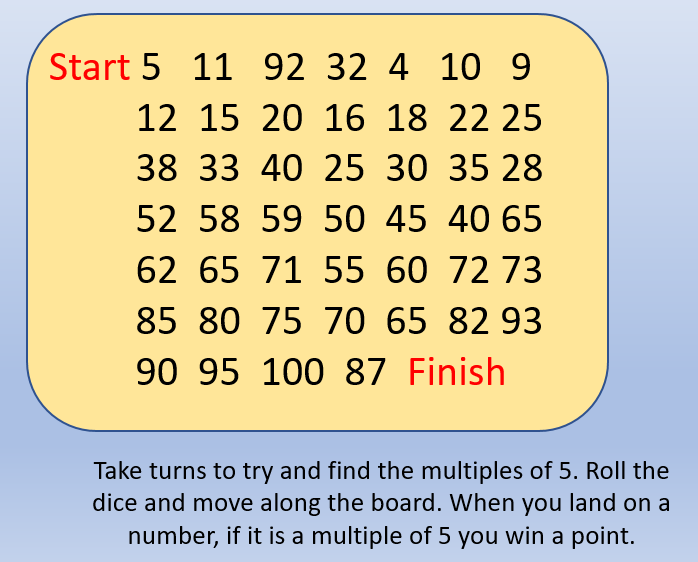 Start 5 11 92 32 4 10 9
12 15 20 16 18 22 25
38 33 40 25 30 35 28
52 58 59 50 45 40 65
62 65 71 55 60 72 73
85 80 75 70 65 82 93
90 95 100 87 Finish
Take turns to try and find the multiples of 5. Roll the
dice and move along the board. When you land on a
number, if it is a multiple of 5 you win a point.